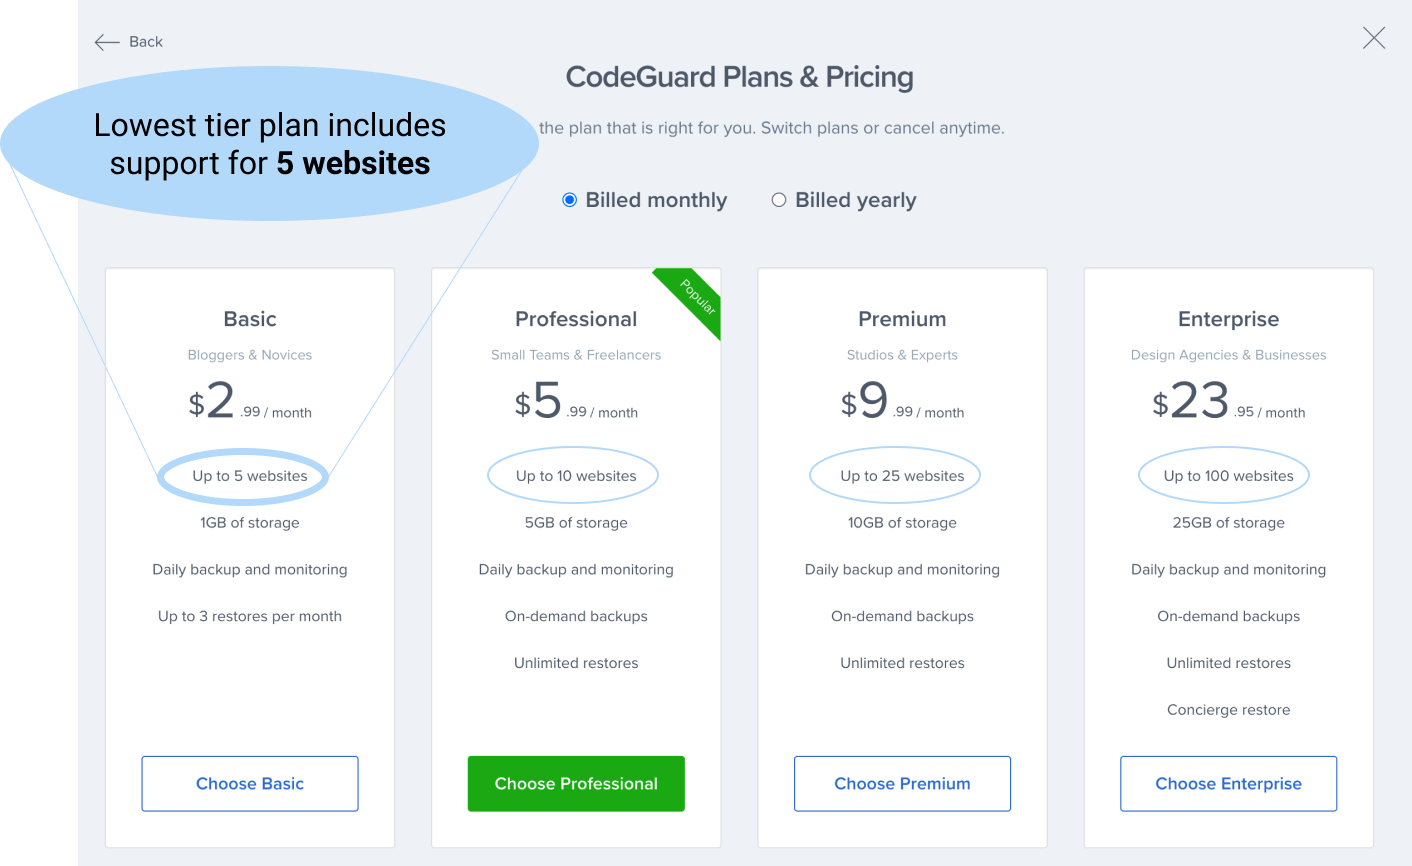 Back
CodeGuard Plans & Pricing
Lowest tier plan includes
support for 5 websites
the plan that is right for you. Switch plans or cancel anytime.
Billed monthly
Billed yearly
Basic
Bloggers & Novices
$2.99 / month
Up to 5 websites
1GB of storage
Daily backup and monitoring
Up to 3 restores per month
Choose Basic
Popular
Professional
Small Teams & Freelancers
$5.99 / month
Up to 10 websites
5GB of storage
Daily backup and monitoring
On-demand backups
Unlimited restores
Choose Professional
Premium
Studios & Experts
$9.99 / month
Up to 25 websites
10GB of storage
Daily backup and monitoring
On-demand backups
Unlimited restores
Choose Premium
Enterprise
Design Agencies & Businesses
$23.95 / month
Up to 100 websites
25GB of storage
Daily backup and monitoring
On-demand backups
Unlimited restores
Concierge restore
Choose Enterprise